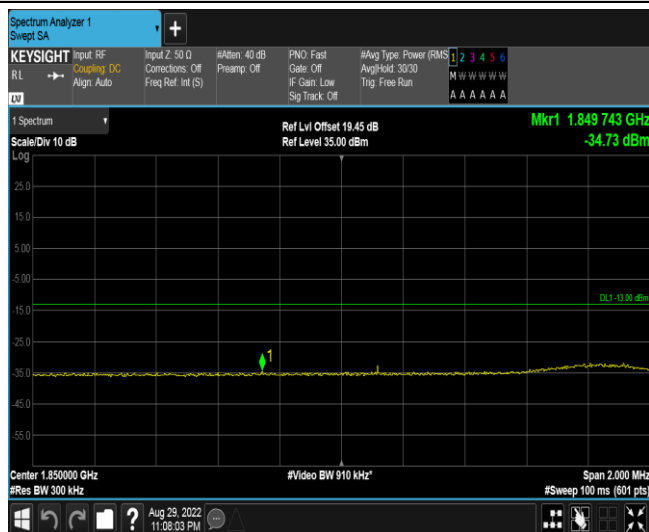 Spectrum Analyzer 1
Swept SA
+
KEYSIGHT Input: RF Input Z: 50 Ω #Atten: 40 dB PNO: Fast #Avg Type: Power (RMS 1 2 3 4 5 6
RL Coupling: DC Corrections: Off Preamp: Off Gate: Off Avg|Hold: 30/30 M W W W W W
Align: Auto Freq Ref: Int (S) IF Gain: Low Trig: Free Run
LXI Sig Track: Off A A A A A A
1 Spectrum Ref Lvl Offset 19.45 dB Mkr1 1.849 743 GHz
Scale/Div 10 dB Ref Level 35.00 dBm -34.73 dBm
Log
25.0
15.0
5.00
-5.00
DL1 -13.00 dBm
-15.0
-25.0
1
-35.0
-45.0
-55.0
Center 1.850000 GHz #Video BW 910 kHz* Span 2.000 MHz
#Res BW 300 kHz #Sweep 100 ms (601 pts)
? Aug 29, 2022
11:08:03 PM